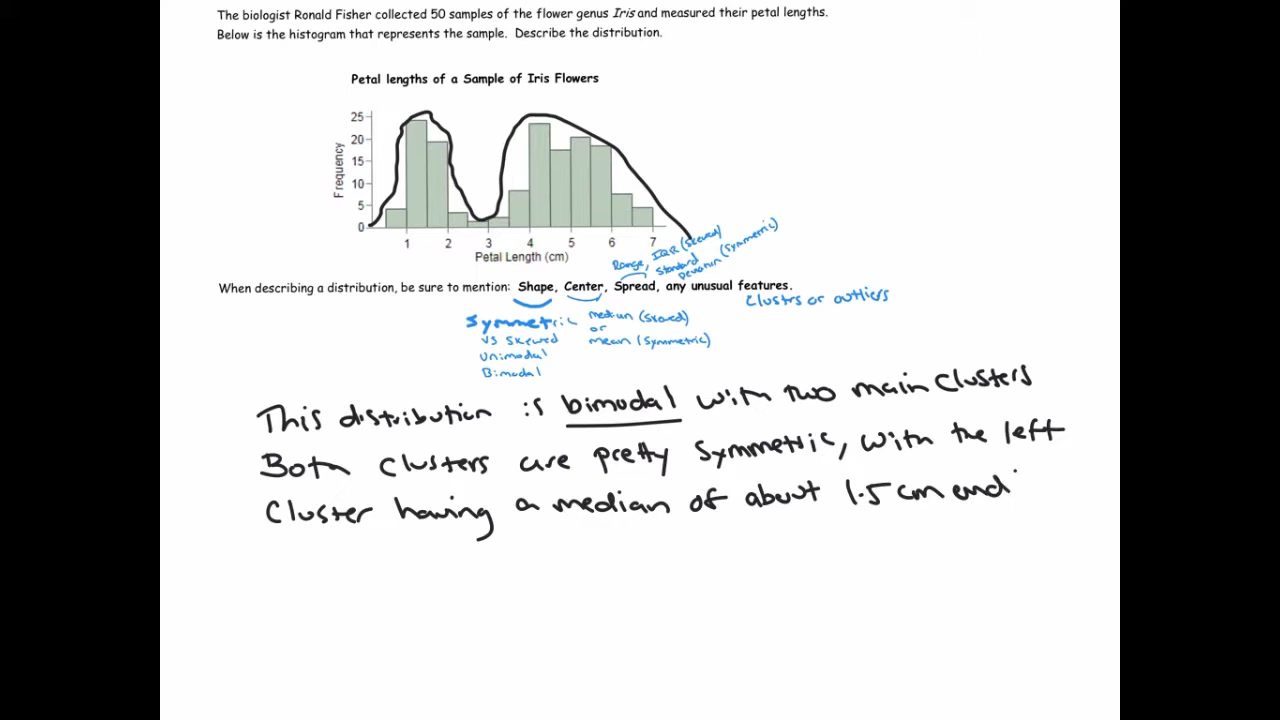 The biologist Ronald Fisher collected 50 samples of the flower genus Iris and measured their petal lengths.
Below is the histogram that represents the sample. Describe the distribution.
Petal lengths of a Sample of Iris Flowers
25
20
15
10
5
0
Frequency
1 2 3 4 5 6 7
Petal Length (cm)
Range, IQR (skewed)
Standard Deviation (symmetric)
When describing a distribution, be sure to mention: Shape, Center, Spread, any unusual features.
Clustrs or outliers
Symmetric
vs skewed
Unimodal
Bimodal
median (skewed)
or
mean (symmetric)
This distribution is bimodal with two main clusters
Both clusters are pretty symmetric, with the left
cluster having a median of about 1.5 cm and